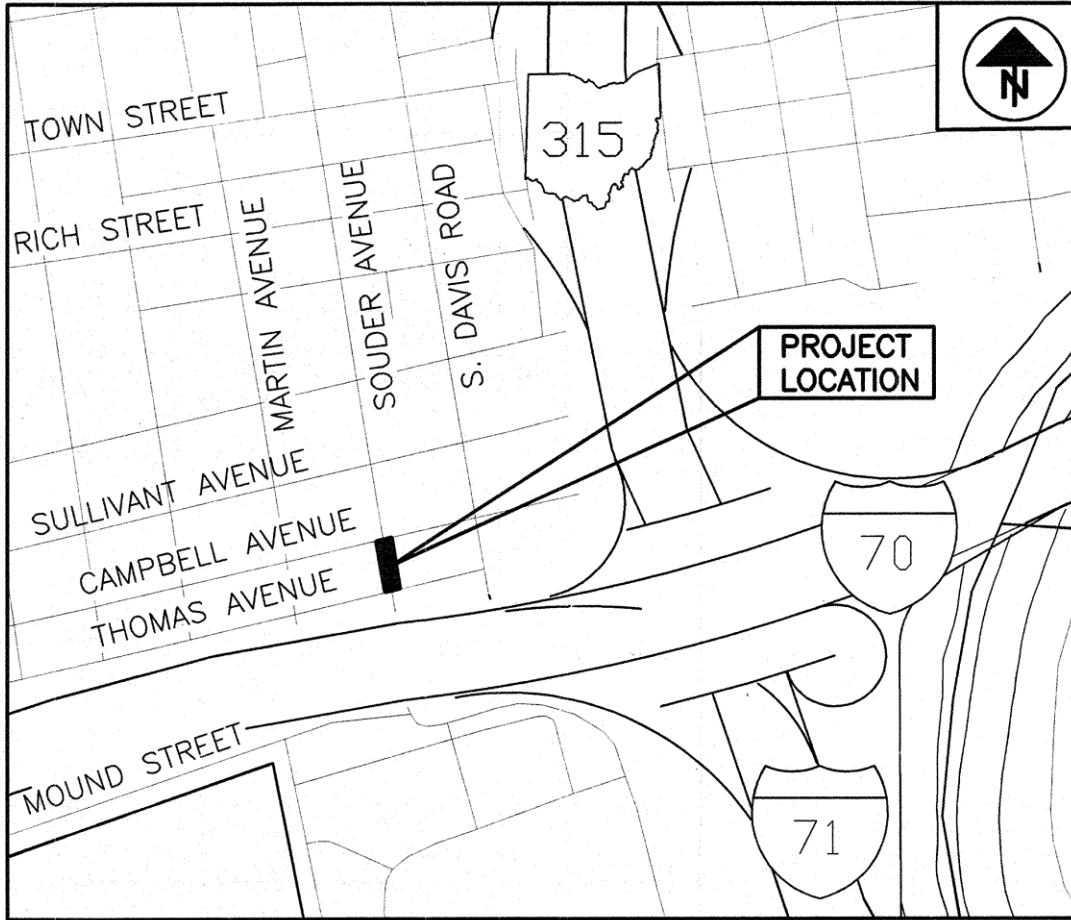 N
TOWN STREET
315
RICH STREET
MARTIN AVENUE
SOUDER AVENUE
S. DAVIS ROAD
PROJECT
LOCATION
SULLIVANT AVENUE
CAMPBELL AVENUE
THOMAS AVENUE
70
MOUND STREET
71